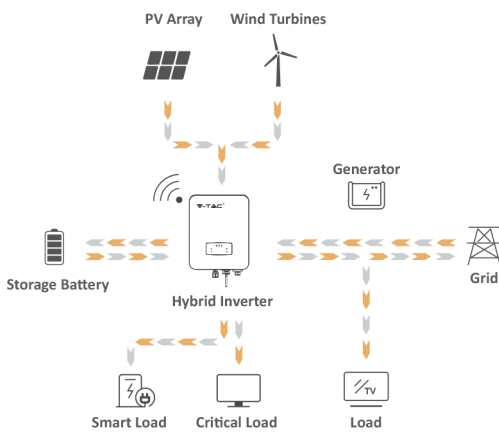 PV Array Wind Turbines
Generator
V-TAC
Storage Battery
Hybrid Inverter
Grid
TV
Smart Load Critical Load Load